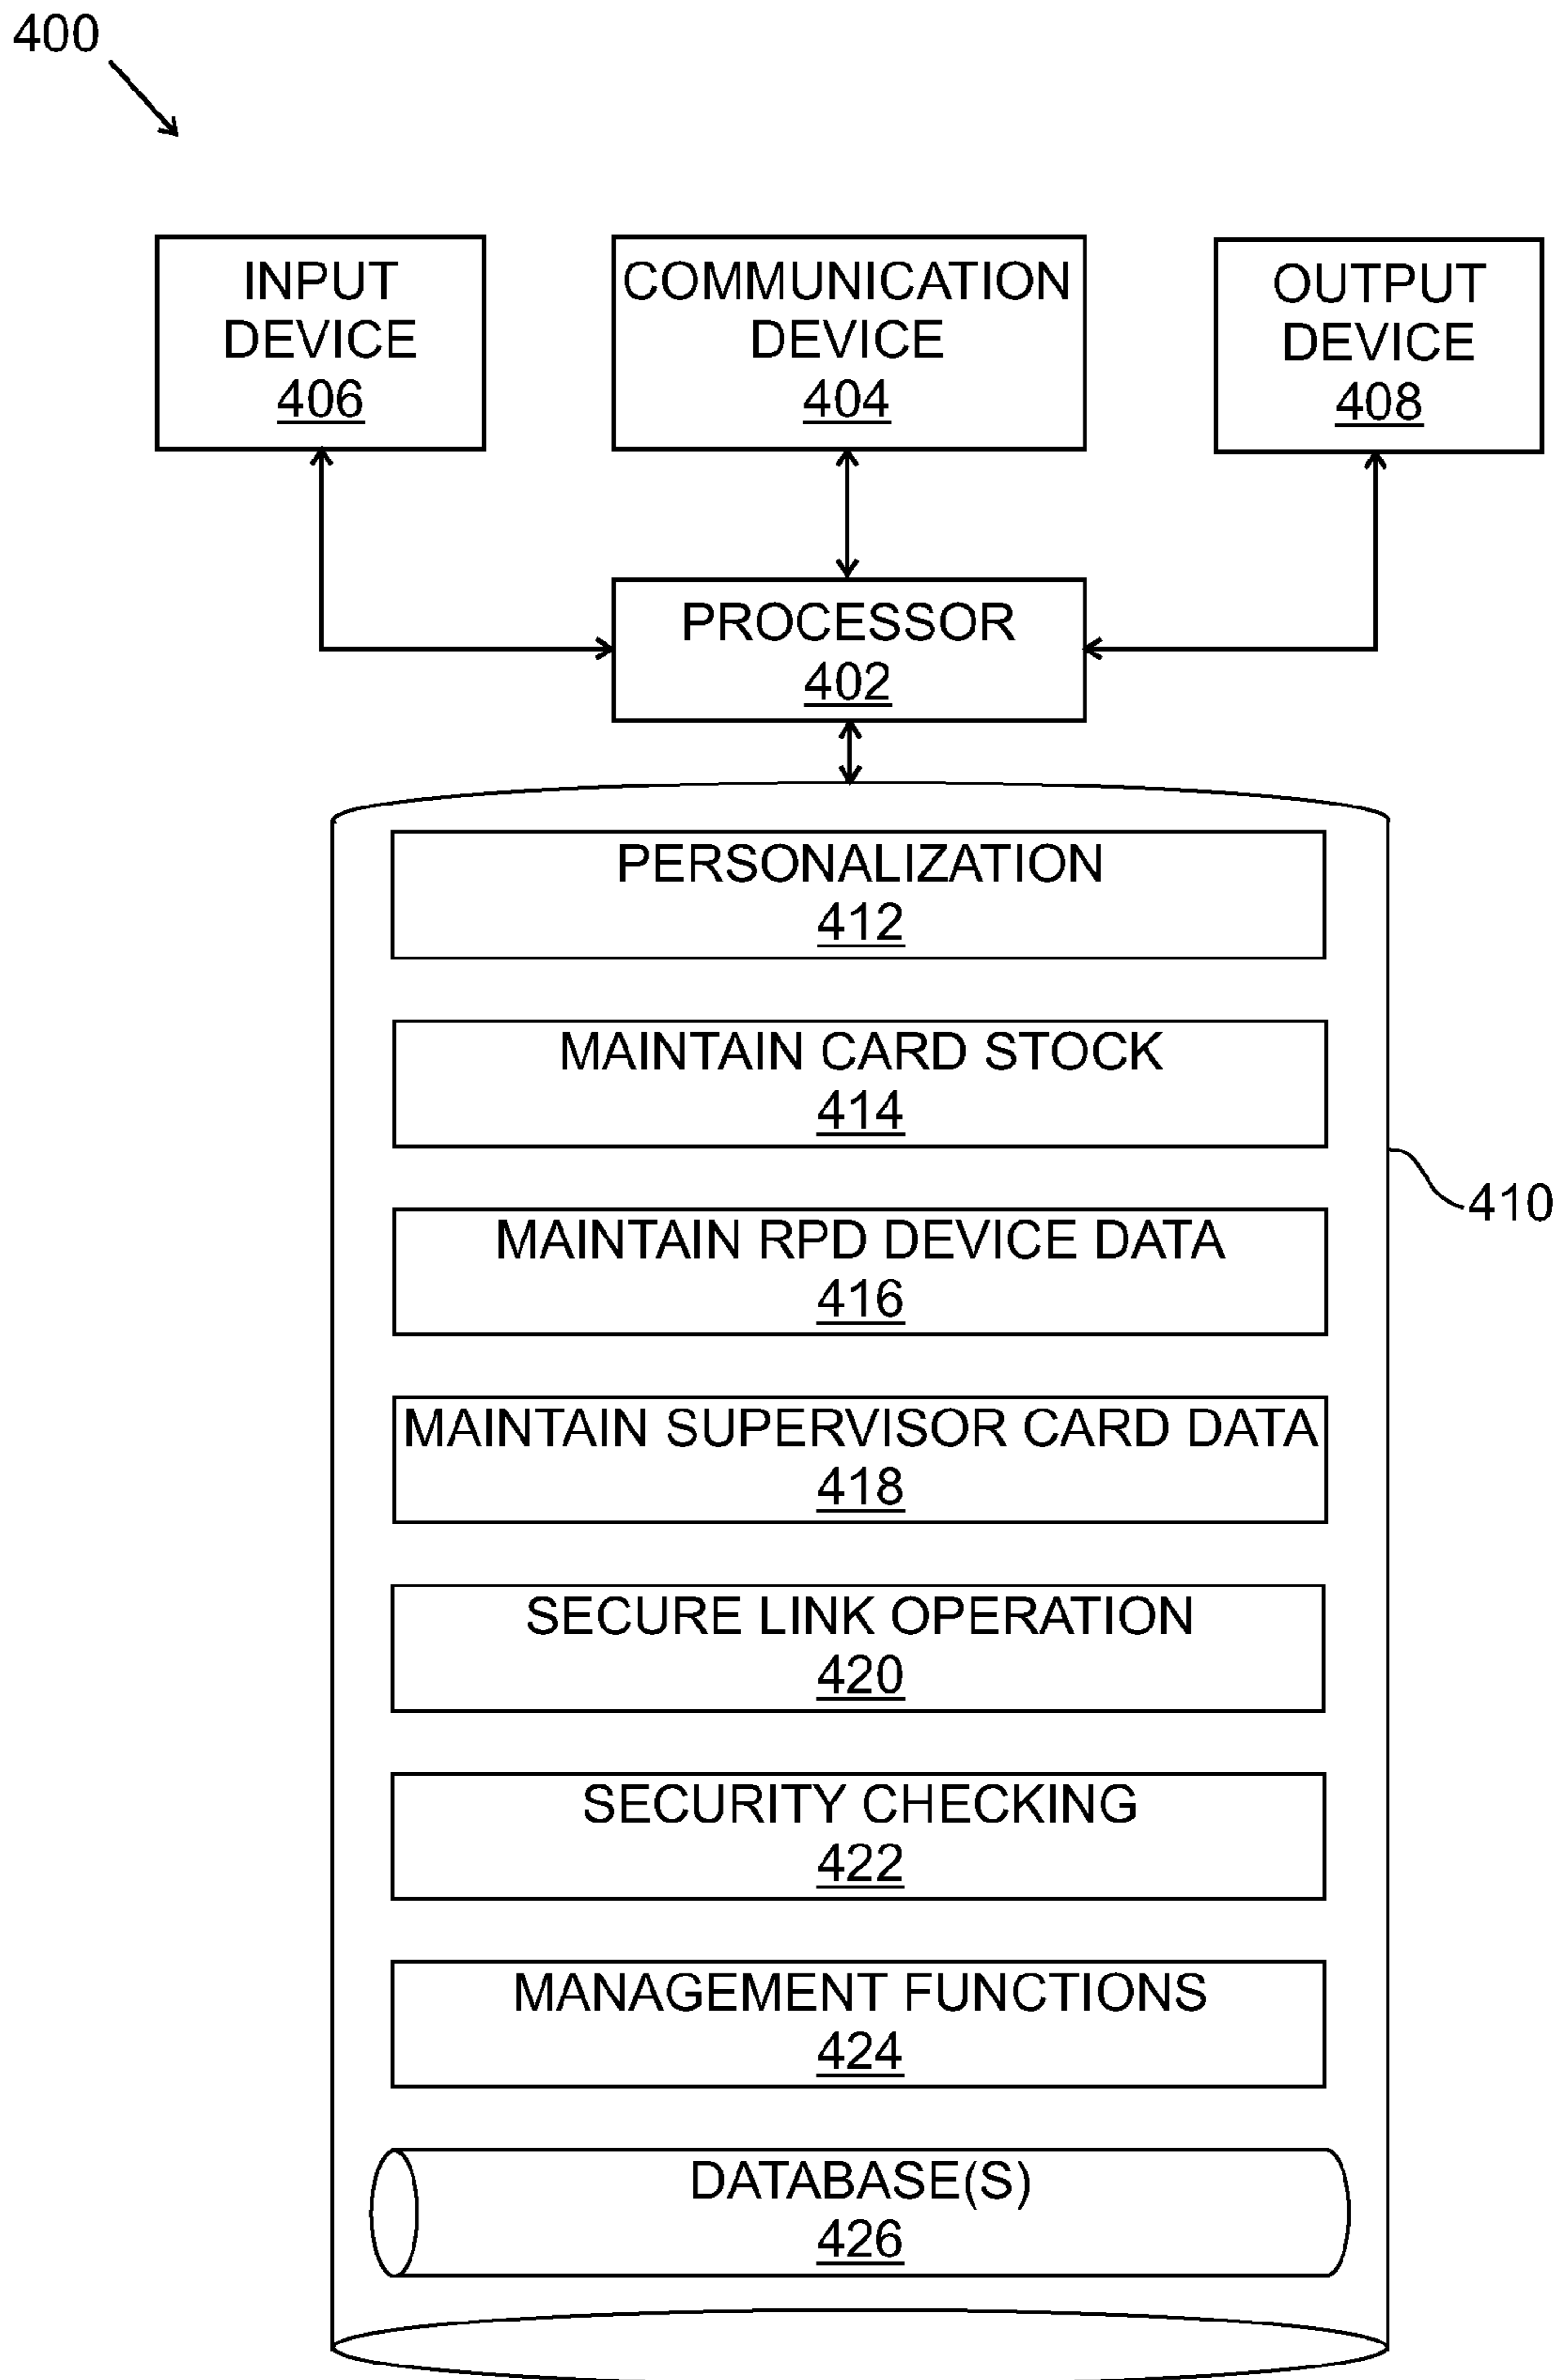 400
INPUT
DEVICE
406
COMMUNICATION
DEVICE
404
OUTPUT
DEVICE
408
PROCESSOR
402
PERSONALIZATION
412
MAINTAIN CARD STOCK
414
410
MAINTAIN RPD DEVICE DATA
416
MAINTAIN SUPERVISOR CARD DATA
418
SECURE LINK OPERATION
420
SECURITY CHECKING
422
MANAGEMENT FUNCTIONS
424
DATABASE(S)
426